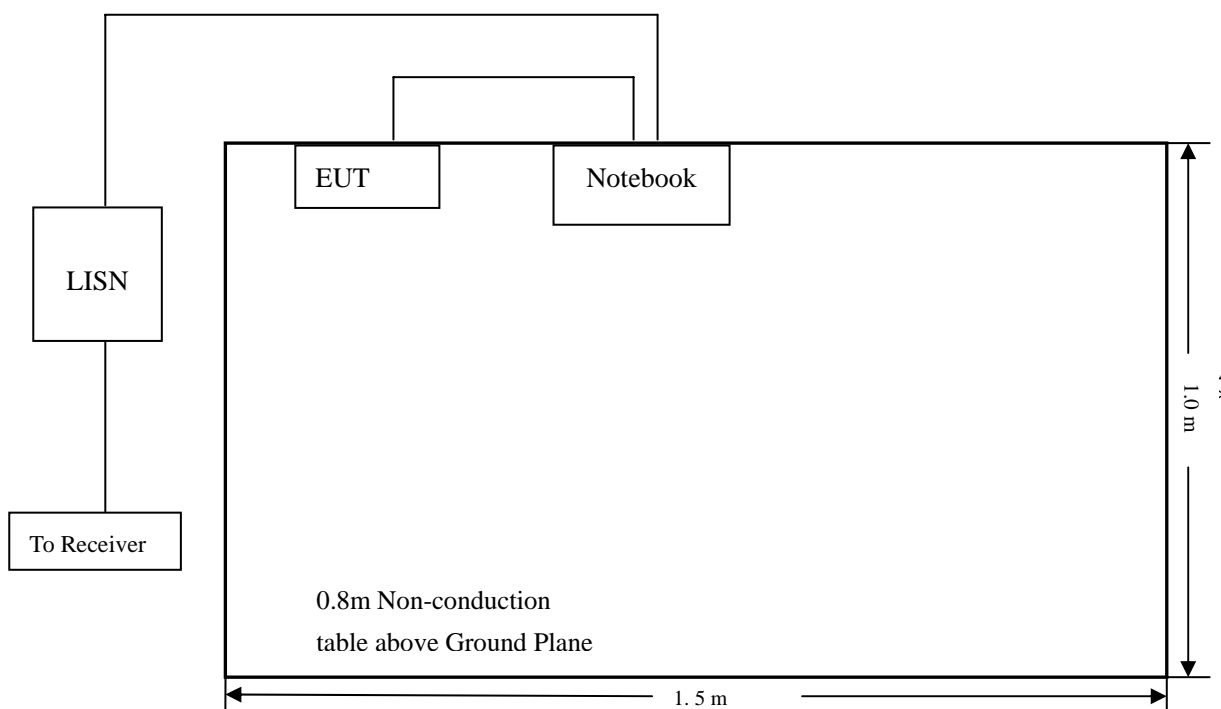 EUT
Notebook
LISN
1.0 m
To Receiver
0.8m Non-conduction
table above Ground Plane
1. 5 m